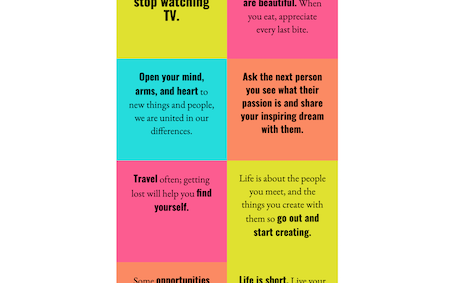 stop watching
TV.
are beautiful. When
you eat, appreciate
every last bite.
Open your mind,
arms, and heart to
new things and people,
we are united in our
differences.
Ask the next person
you see what their
passion is and share
your inspiring dream
with them.
Travel often; getting
lost will help you find
yourself.
Life is about the people
you meet, and the
things you create with
them so go out and
start creating.
Some opportunities
Life is short. Live your